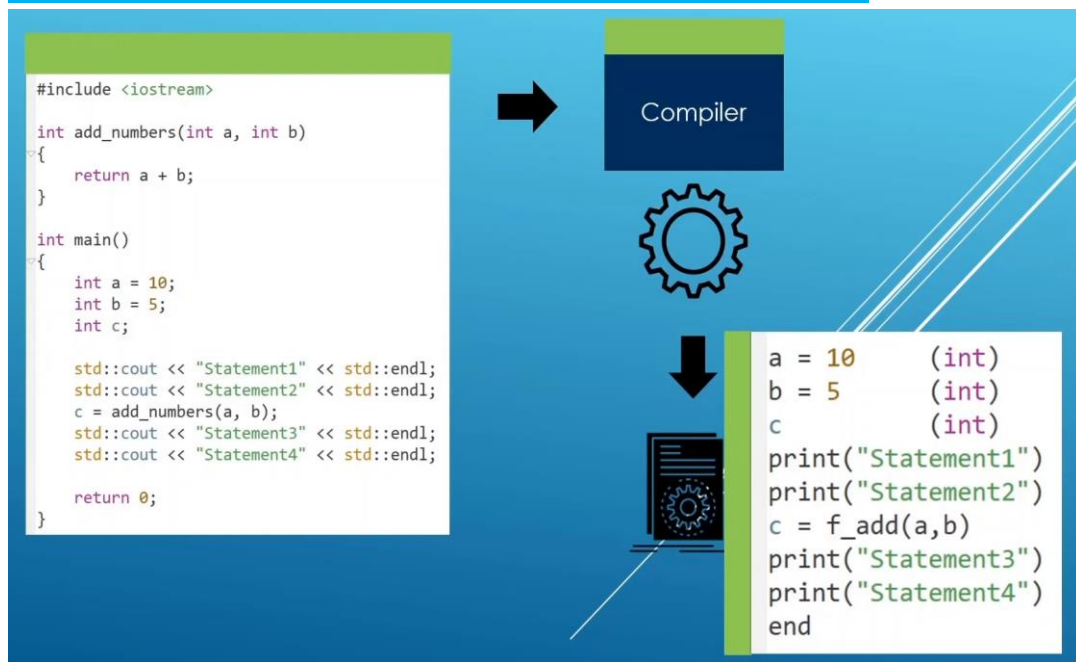 #include <iostream>
int add_numbers(int a, int b)
{
    return a + b;
}
int main()
{
    int a = 10;
    int b = 5;
    int c;
    std::cout << "Statement1" << std::endl;
    std::cout << "Statement2" << std::endl;
    c = add_numbers(a, b);
    std::cout << "Statement3" << std::endl;
    std::cout << "Statement4" << std::endl;
    return 0;
}
Compiler
a = 10 (int)
b = 5 (int)
c (int)
print("Statement1")
print("Statement2")
c = f_add(a,b)
print("Statement3")
print("Statement4")
end